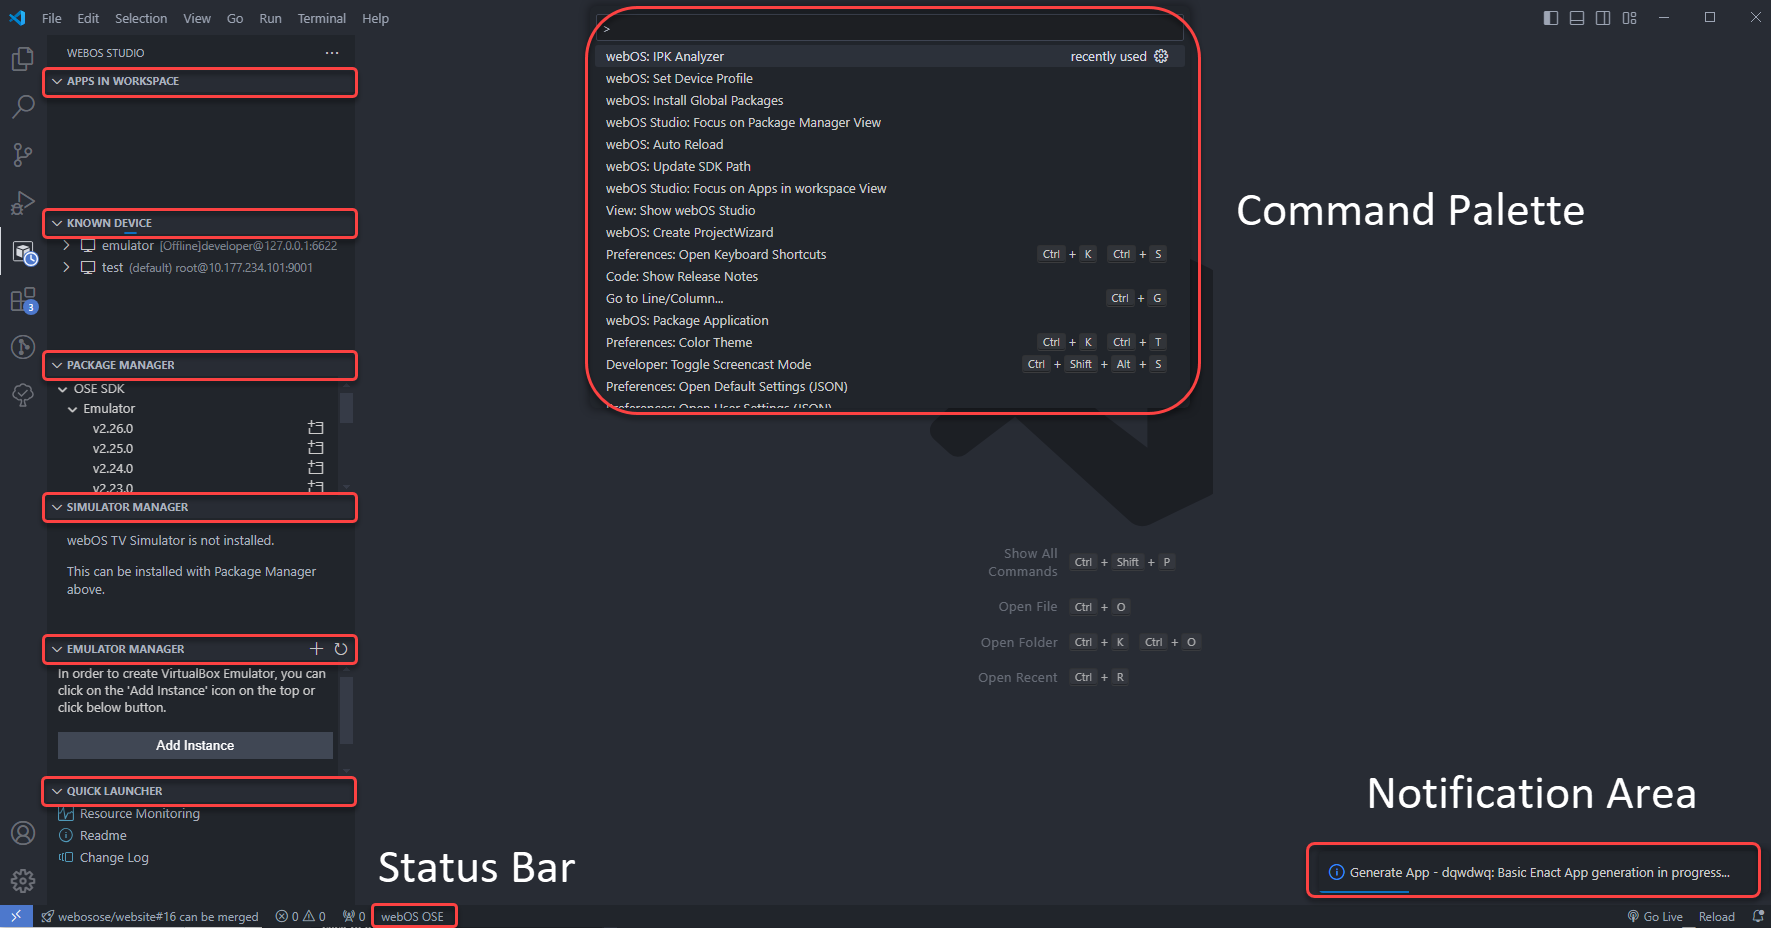 File Edit Selection View Go Run Terminal Help
WEBOS STUDIO
APPS IN WORKSPACE
KNOWN DEVICE
emulator [Offline]developer@127.0.0.1:6622
test (default) root@10.177.234.101:9001
3
PACKAGE MANAGER
OSE SDK
Emulator
v2.26.0
v2.25.0
v2.24.0
v2.23.0
SIMULATOR MANAGER
webOS TV Simulator is not installed.
This can be installed with Package Manager
above.
EMULATOR MANAGER
In order to create VirtualBox Emulator, you can
click on the 'Add Instance' icon on the top or
click below button.
Add Instance
QUICK LAUNCHER
Resource Monitoring
Readme
Change Log
>
webOS: IPK Analyzer recently used
webOS: Set Device Profile
webOS: Install Global Packages
webOS Studio: Focus on Package Manager View
webOS: Auto Reload
webOS: Update SDK Path
webOS Studio: Focus on Apps in workspace View
View: Show webOS Studio
webOS: Create ProjectWizard
Preferences: Open Keyboard Shortcuts Ctrl + K Ctrl + S
Code: Show Release Notes
Go to Line/Column... Ctrl + G
webOS: Package Application
Preferences: Color Theme Ctrl + K Ctrl + T
Developer: Toggle Screencast Mode Ctrl + Shift + Alt + S
Preferences: Open Default Settings (JSON)
Preferences: Open User Settings (JSON)
Command Palette
Show All
Commands Ctrl + Shift + P
Open File Ctrl + O
Open Folder Ctrl + K Ctrl + O
Open Recent Ctrl + R
Notification Area
Generate App - dqwdwq: Basic Enact App generation in progress...
Status Bar
webosose/website#16 can be merged 0 0 0 webOS OSE Go Live Reload